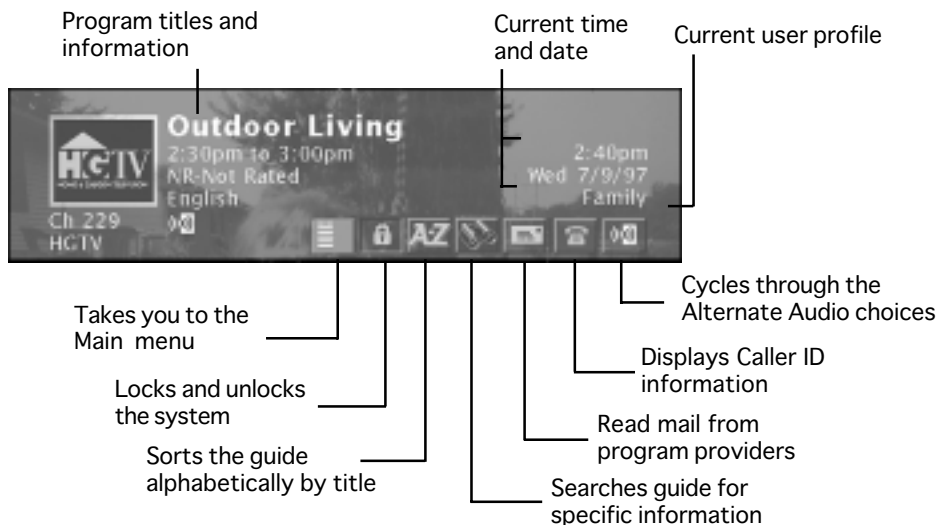 Program titles and
information
Current time
and date
Current user profile
HGTV
HOME & GARDEN TELEVISION
Outdoor Living
2:30pm to 3:00pm
NR-Not Rated
English
Ch 229
HGTV
2:40pm
Wed 7/9/97
Family
A-Z
Takes you to the
Main menu
Locks and unlocks
the system
Sorts the guide
alphabetically by title
Cycles through the
Alternate Audio choices
Displays Caller ID
information
Read mail from
program providers
Searches guide for
specific information